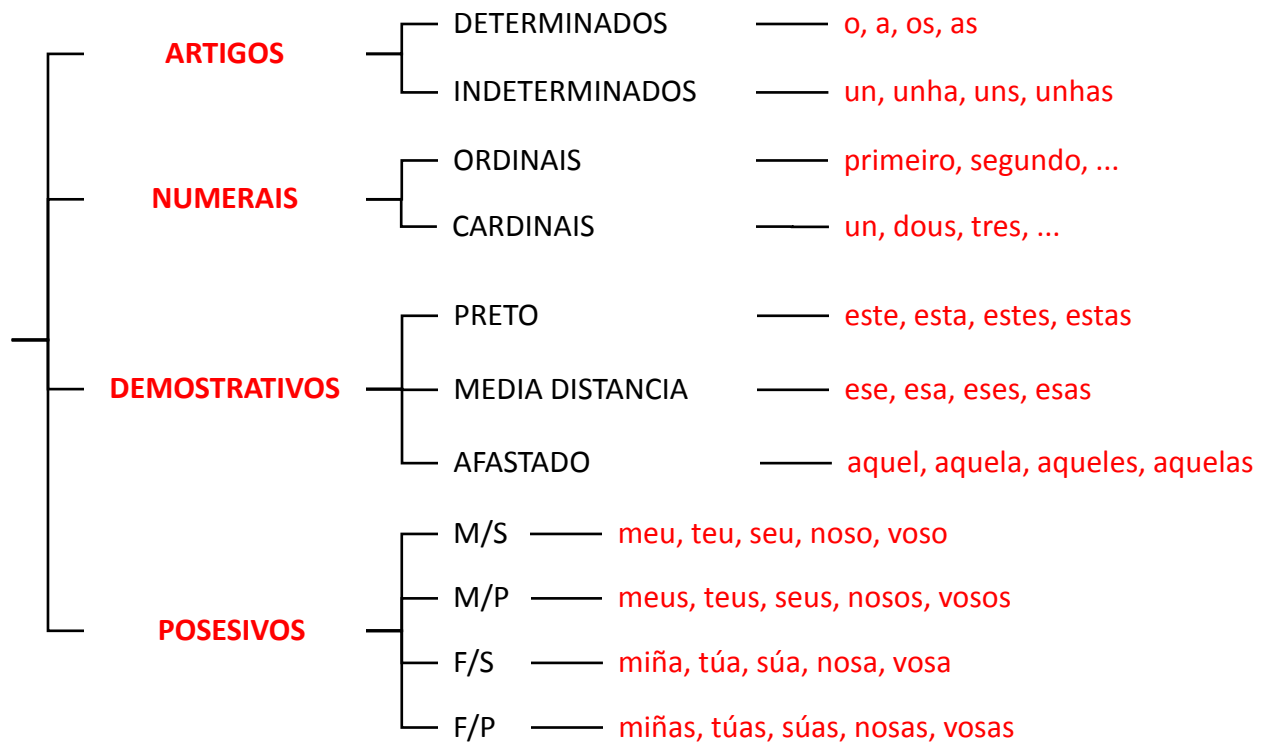 ARTIGOS
DETERMINADOS o, a, os, as
INDETERMINADOS un, unha, uns, unhas
NUMERAIS
ORDINAIS primeiro, segundo, ...
CARDINAIS un, dous, tres, ...
DEMOSTRATIVOS
PRETO este, esta, estes, estas
MEDIA DISTANCIA ese, esa, eses, esas
AFASTADO aquel, aquela, aqueles, aquelas
POSESIVOS
M/S meu, teu, seu, noso, voso
M/P meus, teus, seus, nosos, vosos
F/S miña, túa, súa, nosa, vosa
F/P miñas, túas, súas, nosas, vosas